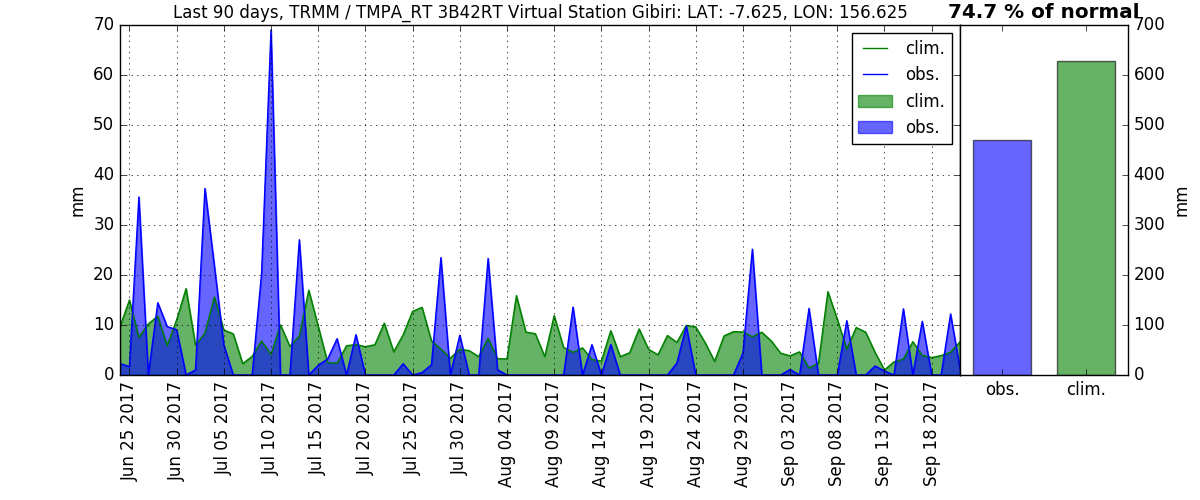 Last 90 days, TRMM / TMPA_RT 3B42RT Virtual Station Gibiri: LAT: -7.625, LON: 156.625
74.7 % of normal
70
60
50
40
30
20
10
0
mm
clim.
obs.
clim.
obs.
700
600
500
400
300
200
100
0
mm
obs.
clim.
Jun 25 2017
Jun 30 2017
Jul 05 2017
Jul 10 2017
Jul 15 2017
Jul 20 2017
Jul 25 2017
Jul 30 2017
Aug 04 2017
Aug 09 2017
Aug 14 2017
Aug 19 2017
Aug 24 2017
Aug 29 2017
Sep 03 2017
Sep 08 2017
Sep 13 2017
Sep 18 2017